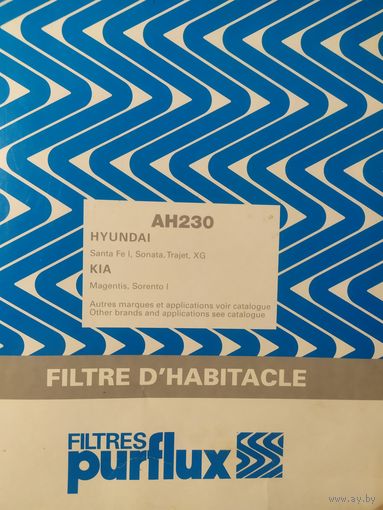 AH230
HYUNDAI
Santa Fe I, Sonata, Trajet, XG
KIA
Magentis, Sorento I
Autres marques et applications voir catalogue
Other brands and applications see catalogue
FILTRE D'HABITACLE
FILTRES
purflux
www.ay.by